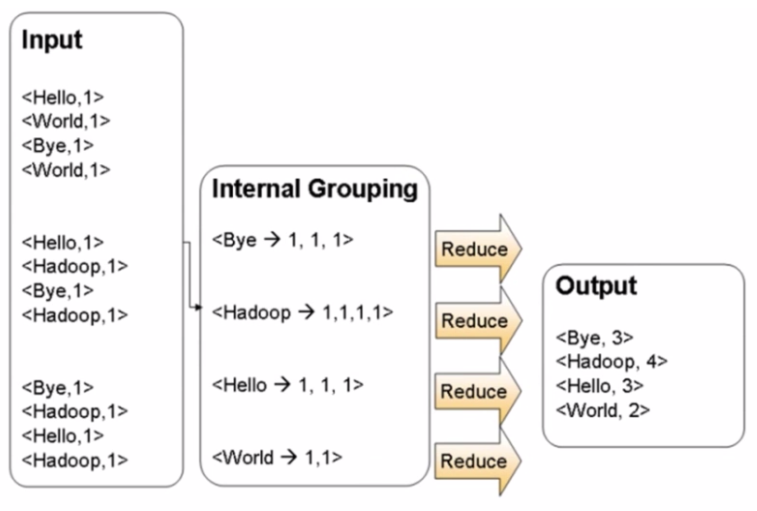 Input
<Hello,1>
<World,1>
<Bye,1>
<World,1>
<Hello,1>
<Hadoop,1>
<Bye,1>
<Hadoop,1>
<Bye,1>
<Hadoop,1>
<Hello,1>
<Hadoop,1>
Internal Grouping
<Bye → 1, 1, 1>
<Hadoop → 1,1,1,1>
<Hello → 1, 1, 1>
<World → 1,1>
Reduce
Reduce
Reduce
Reduce
Output
<Bye, 3>
<Hadoop, 4>
<Hello, 3>
<World, 2>